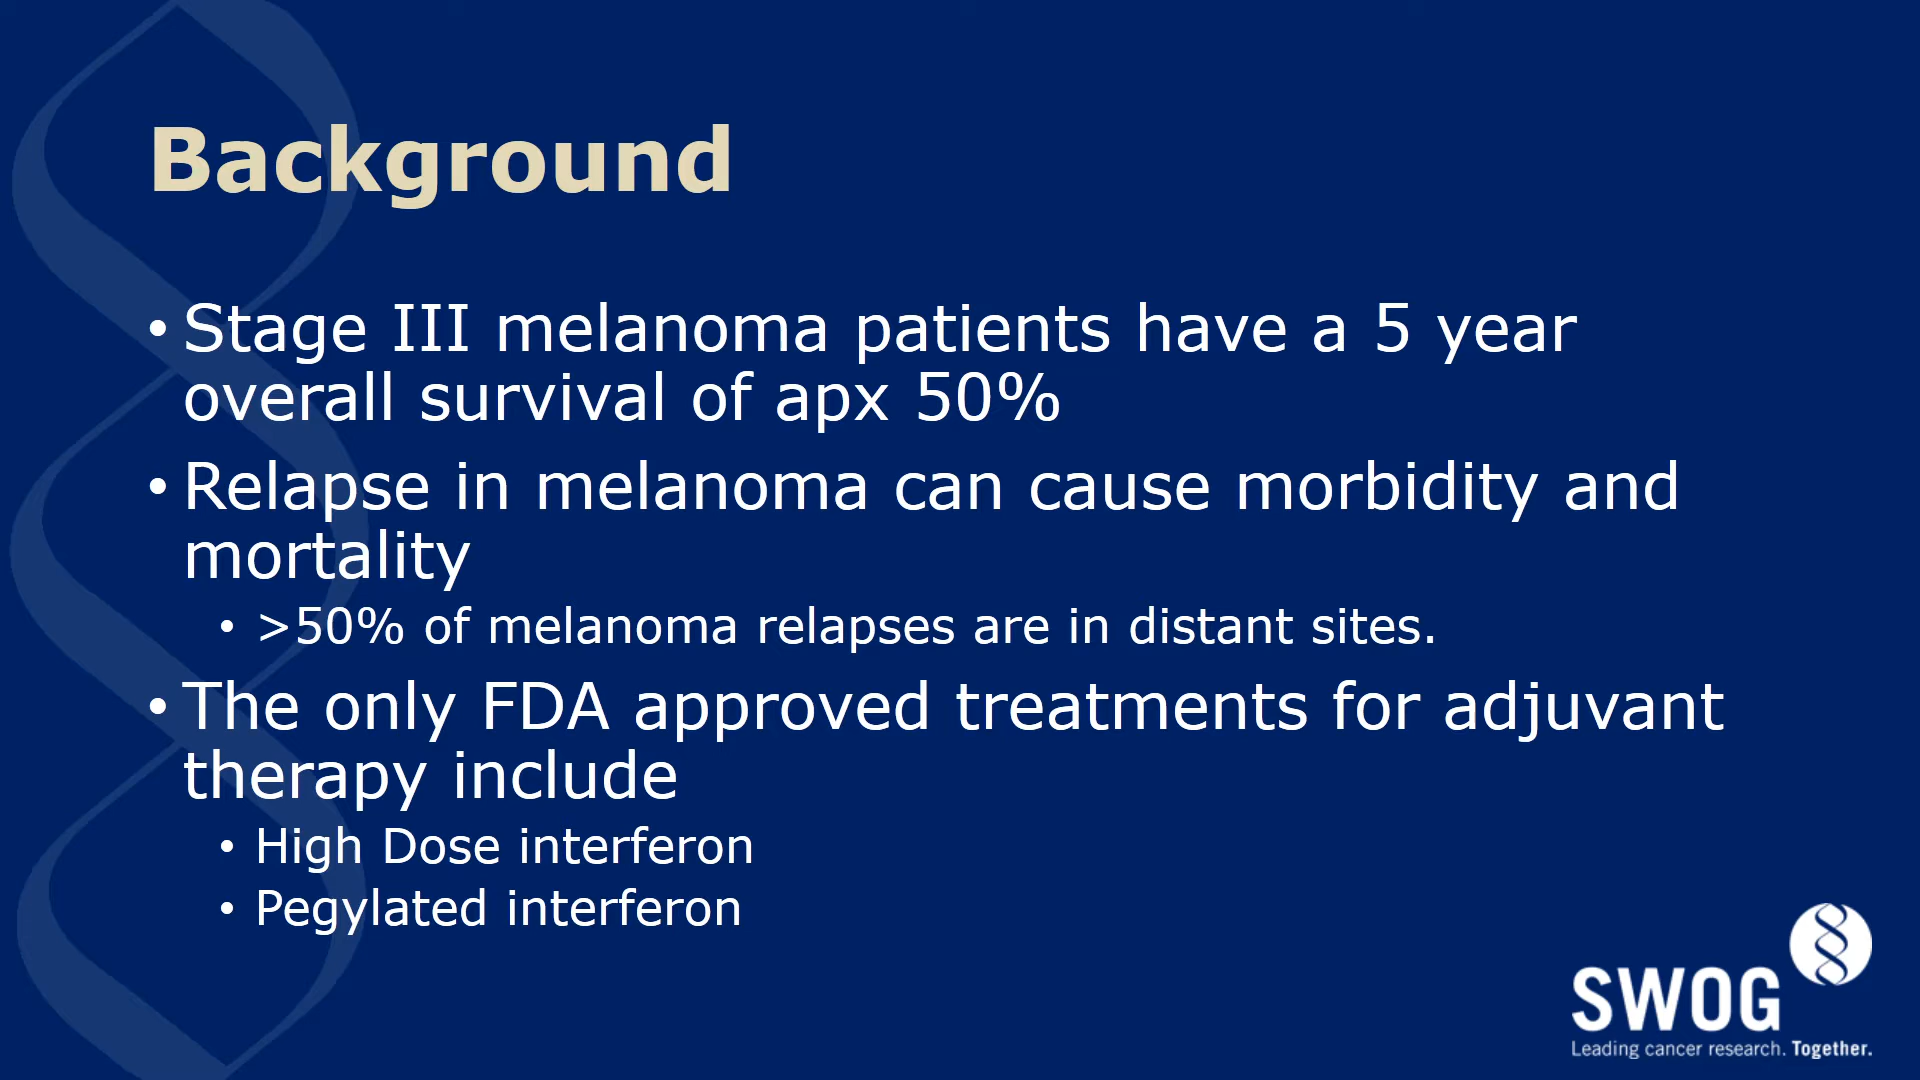 Background
• Stage III melanoma patients have a 5 year
overall survival of apx 50%
• Relapse in melanoma can cause morbidity and
mortality
• >50% of melanoma relapses are in distant sites.
• The only FDA approved treatments for adjuvant
therapy include
• High Dose interferon
• Pegylated interferon
SWOG
Leading cancer research. Together.